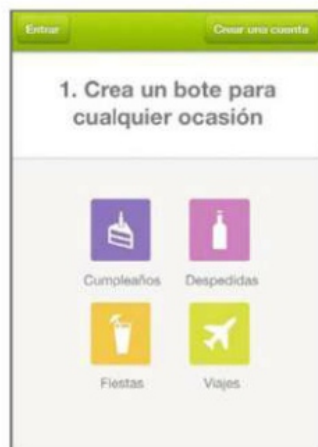 Entrar
Crear una cuenta
1. Crea un bote para
cualquier ocasión
Cumpleaños
Despedidas
Fiestas
Viajes